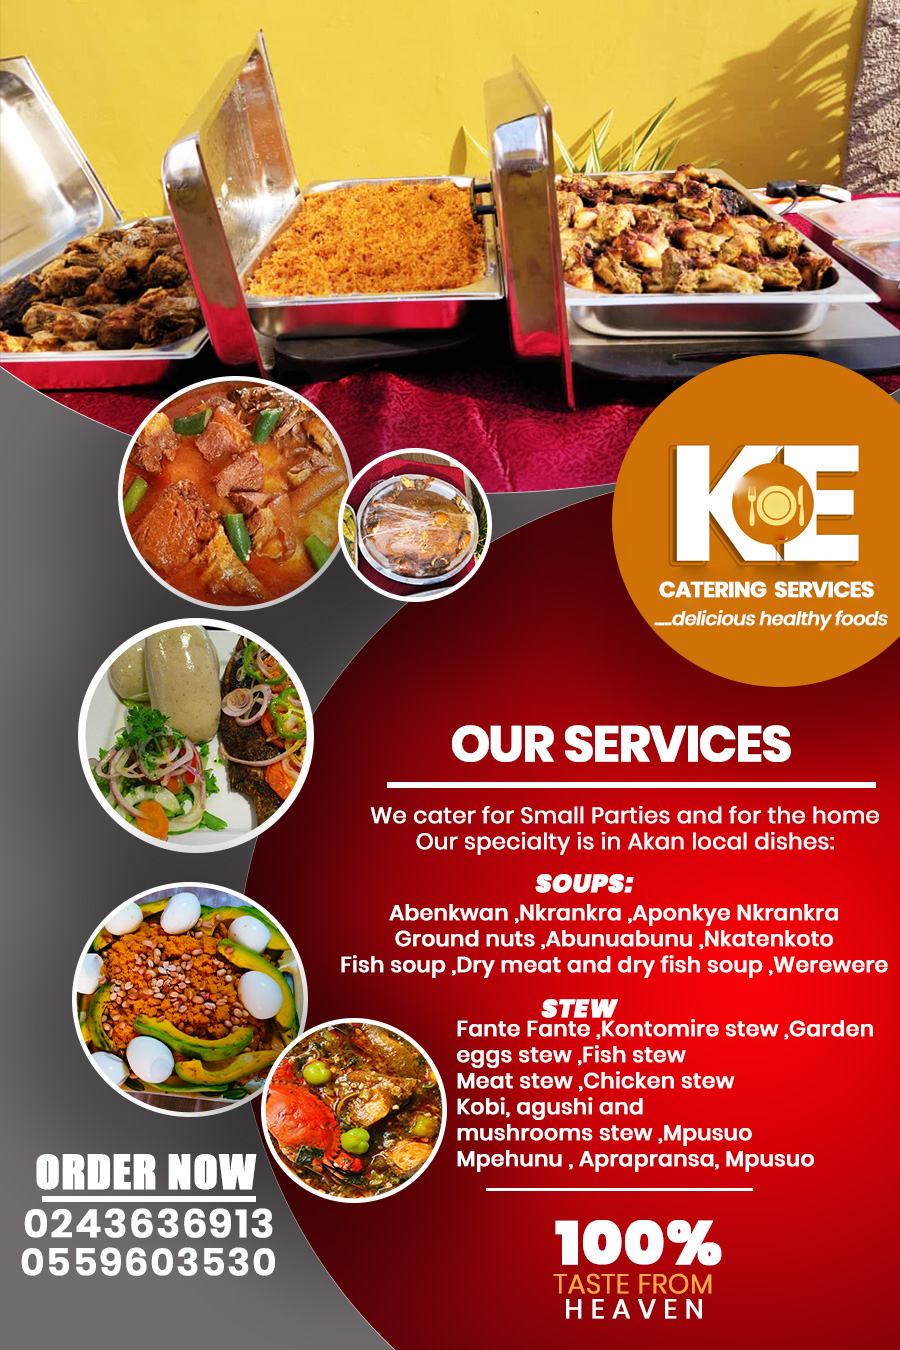 KE
CATERING SERVICES
.....delicious healthy foods
OUR SERVICES
We cater for Small Parties and for the home
Our specialty is in Akan local dishes:
SOUPS:
Abenkwan ,Nkrankra ,Aponkye Nkrankra
Ground nuts ,Abunuabunu ,Nkatenkoto
Fish soup ,Dry meat and dry fish soup ,Werewere
STEW
Fante Fante ,Kontomire stew ,Garden
eggs stew ,Fish stew
Meat stew ,Chicken stew
Kobi, agushi and
mushrooms stew ,Mpusuo
Mpehunu , Aprapransa, Mpusuo
ORDER NOW
0243636913
0559603530
100%
TASTE FROM
HEAVEN